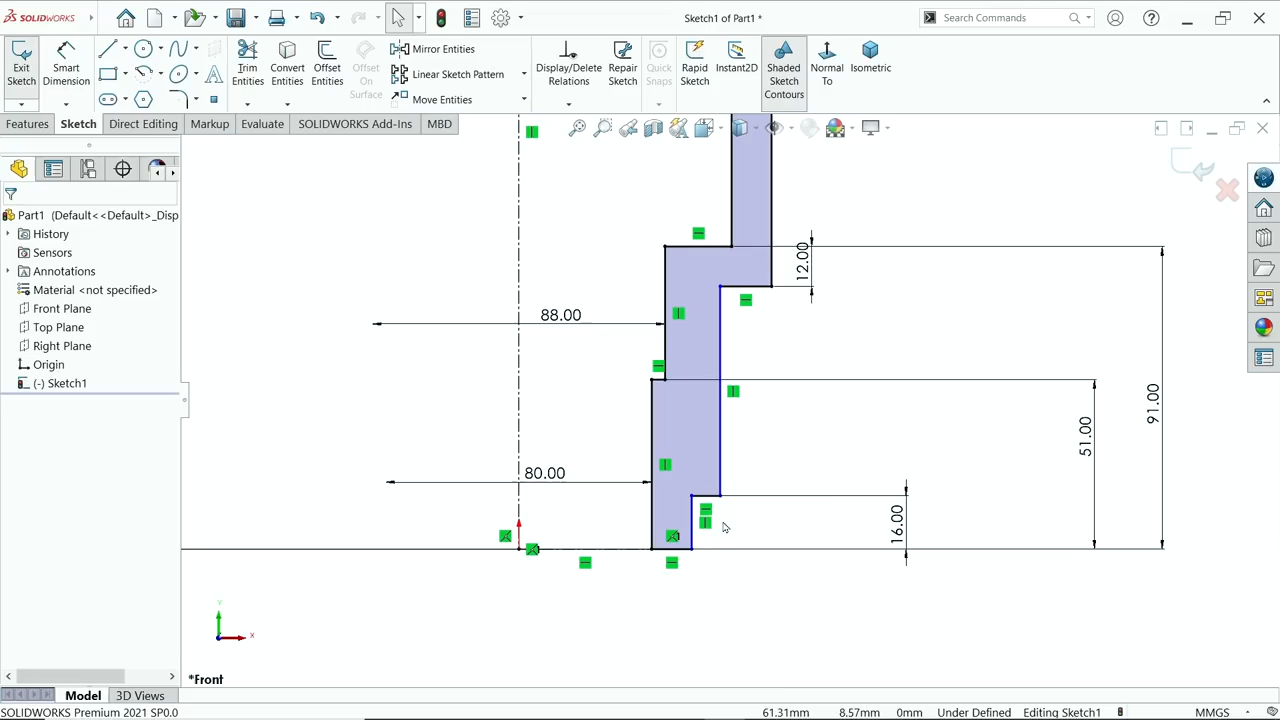 SOLIDWORKS
Sketch1 of Part1 *
Search Commands
Exit Sketch
Smart Dimension
Trim Entities
Convert Entities
Offset Entities
Offset On Surface
Mirror Entities
Linear Sketch Pattern
Move Entities
Display/Delete Relations
Repair Sketch
Quick Snaps
Rapid Sketch
Instant2D
Shaded Sketch Contours
Normal To
Isometric
Features
Sketch
Direct Editing
Markup
Evaluate
SOLIDWORKS Add-Ins
MBD
Part1 (Default<<Default>_Disp
History
Sensors
Annotations
Material <not specified>
Front Plane
Top Plane
Right Plane
Origin
(-) Sketch1
12.00
88.00
91.00
51.00
80.00
16.00
Y
X
*Front
Model
3D Views
SOLIDWORKS Premium 2021 SP0.0
61.31mm 8.57mm 0mm Under Defined Editing Sketch1 MMGS